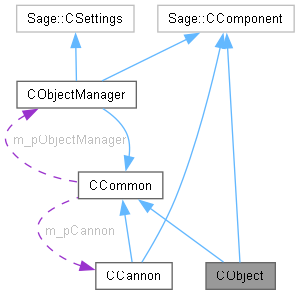 Sage::CSettings
Sage::CComponent
CObjectManager
m_pObjectManager
CCommon
m_pCannon
CCannon
CObject